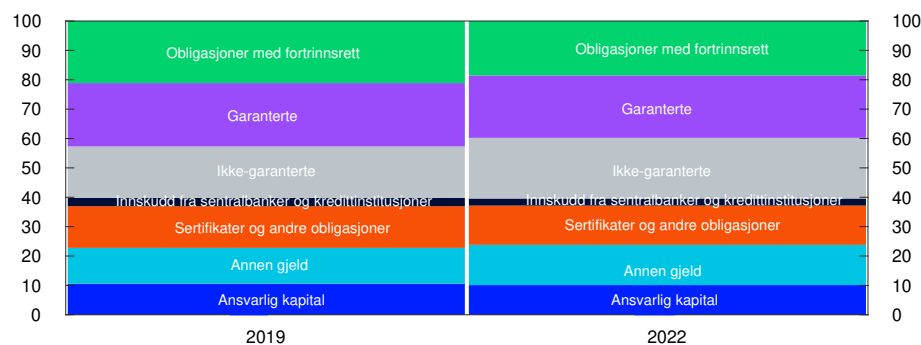 100 100
90 Obligasjoner med fortrinnsrett Obligasjoner med fortrinnsrett 90
80 80
70 Garanterte Garanterte 70
60 60
50 Ikke-garanterte Ikke-garanterte 50
40 Innskudd fra sentralbanker og kredittinstitusjoner Innskudd fra sentralbanker og kredittinstitusjoner 40
30 Sertifikater og andre obligasjoner Sertifikater og andre obligasjoner 30
20 20
Annen gjeld Annen gjeld
10 10
Ansvarlig kapital Ansvarlig kapital
0 0
2019 2022